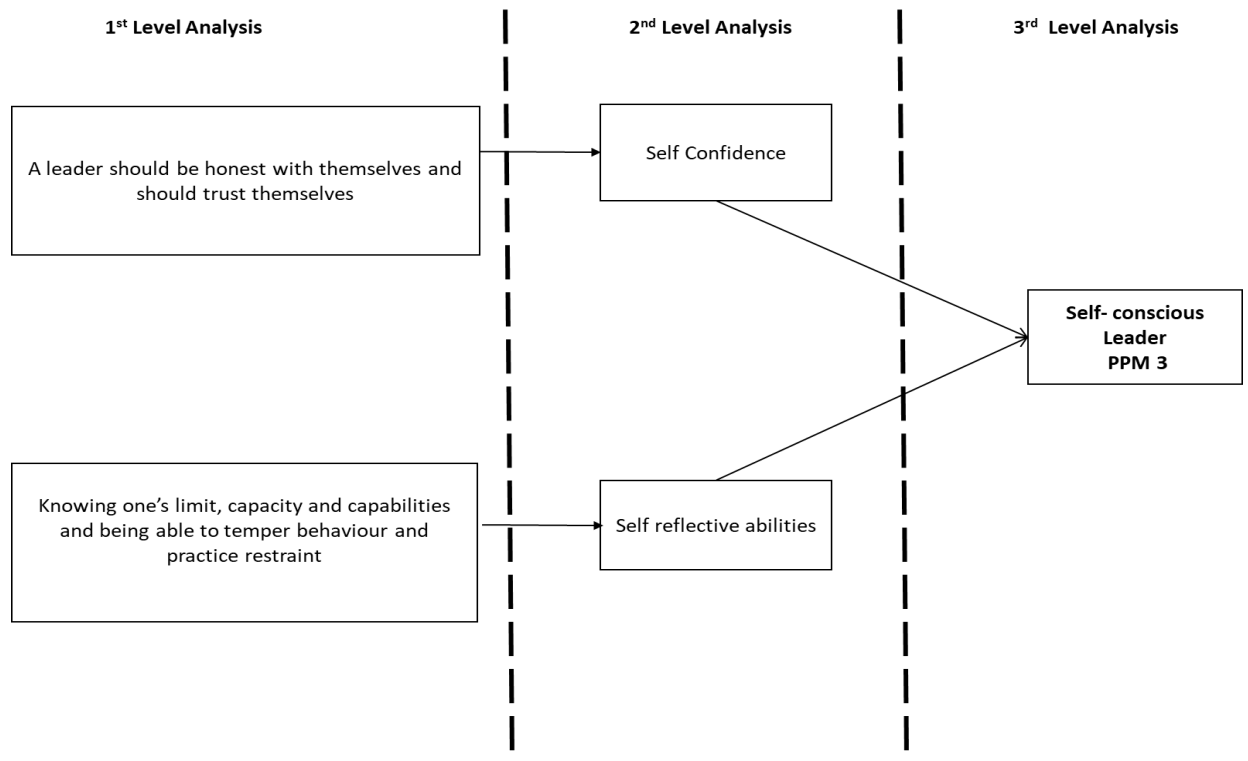 1st Level Analysis
2nd Level Analysis
3rd Level Analysis
A leader should be honest with themselves and
should trust themselves
Self Confidence
Self- conscious
Leader
PPM 3
Knowing one’s limit, capacity and capabilities
and being able to temper behaviour and
practice restraint
Self reflective abilities